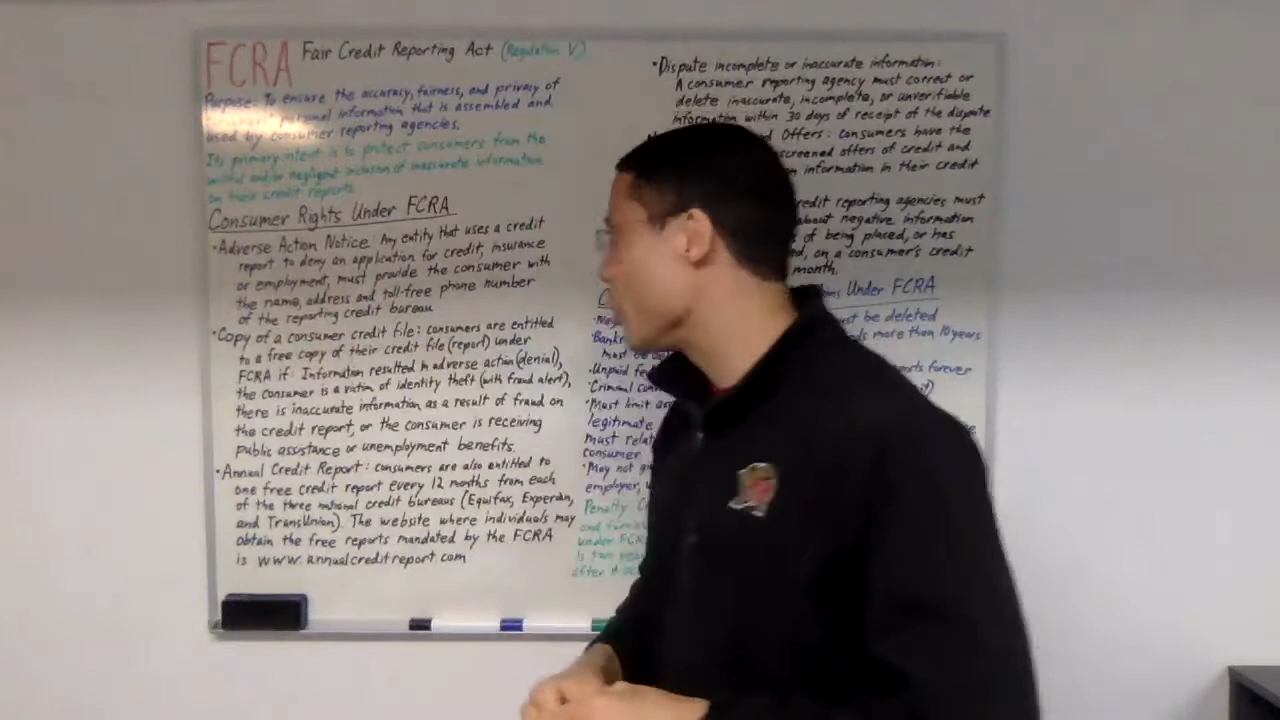 FCRA Fair Credit Reporting Act (Regulation V)
Purpose: To ensure the accuracy, fairness, and privacy of
consumers' personal information that is assembled and
used by consumer reporting agencies.
Its primary intent is to protect consumers from the
willful and/or negligent inclusion of inaccurate information
on their credit reports
Consumer Rights Under FCRA
•Adverse Action Notice: Any entity that uses a credit
report to deny an application for credit, insurance
or employment, must provide the consumer with
the name, address and toll-free phone number
of the reporting credit bureau
•Copy of a consumer credit file: consumers are entitled
to a free copy of their credit file (report) under
FCRA if: Information resulted in adverse action (denial),
the consumer is a victim of identity theft (with fraud alert),
there is inaccurate information as a result of fraud on
the credit report, or the consumer is receiving
public assistance or unemployment benefits.
•Annual Credit Report: consumers are also entitled to
one free credit report every 12 months from each
of the three national credit bureaus (Equifax, Experian,
and TransUnion). The website where individuals may
obtain the free reports mandated by the FCRA
is www.annualcreditreport.com
•Dispute incomplete or inaccurate information:
A consumer reporting agency must correct or
delete inaccurate, incomplete, or unverifiable
information within 30 days of receipt of the dispute
Offers: consumers have the
screened offers of credit and
information in their credit
credit reporting agencies must
about negative information
of being placed, or has
on a consumer's credit
month.
Under FCRA
must be deleted
more than 10 years
must be
•Unpaid
reports forever
•Criminal
•Must limit
legitimate
must
consumer
•May not
employer,
Penalty
and
under FCRA
is two
after